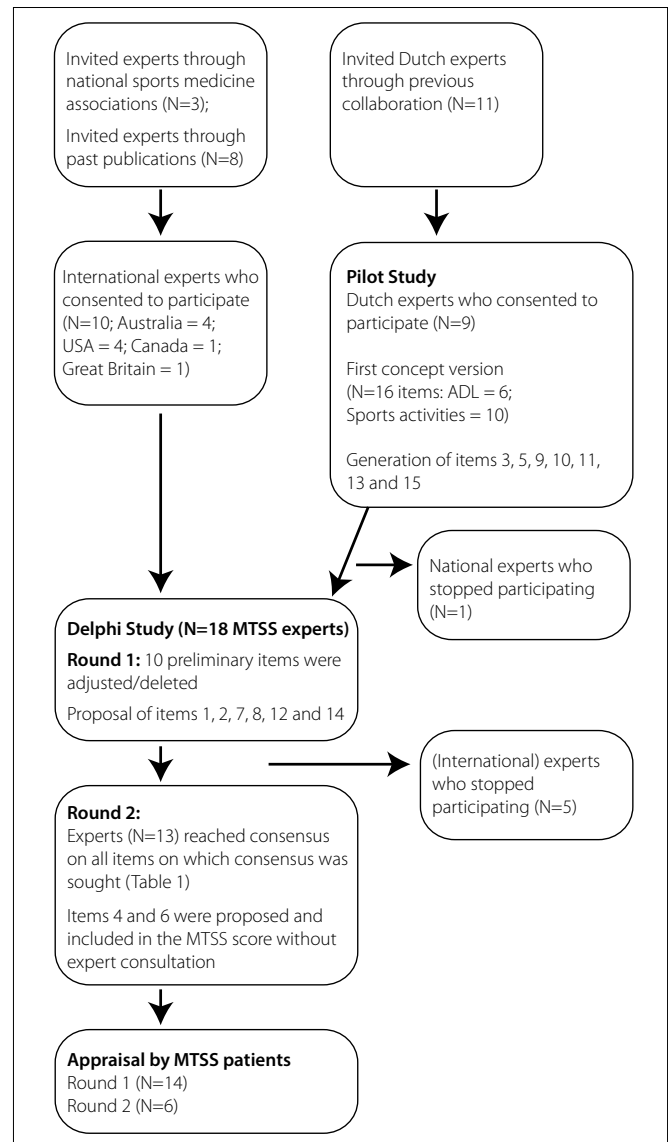 Invited experts through
national sports medicine
associations (N=3);
Invited experts through
past publications (N=8)
Invited Dutch experts
through previous
collaboration (N=11)
International experts who
consented to participate
(N=10; Australia = 4;
USA = 4; Canada = 1;
Great Britain = 1)
Pilot Study
Dutch experts who consented to
participate (N=9)
First concept version
(N=16 items: ADL = 6;
Sports activities = 10)
Generation of items 3, 5, 9, 10, 11,
13 and 15
National experts who
stopped participating
(N=1)
Delphi Study (N=18 MTSS experts)
Round 1: 10 preliminary items were
adjusted/deleted
Proposal of items 1, 2, 7, 8, 12 and 14
(International) experts
who stopped
participating (N=5)
Round 2:
Experts (N=13) reached consensus
on all items on which consensus was
sought (Table 1)
Items 4 and 6 were proposed and
included in the MTSS score without
expert consultation
Appraisal by MTSS patients
Round 1 (N=14)
Round 2 (N=6)